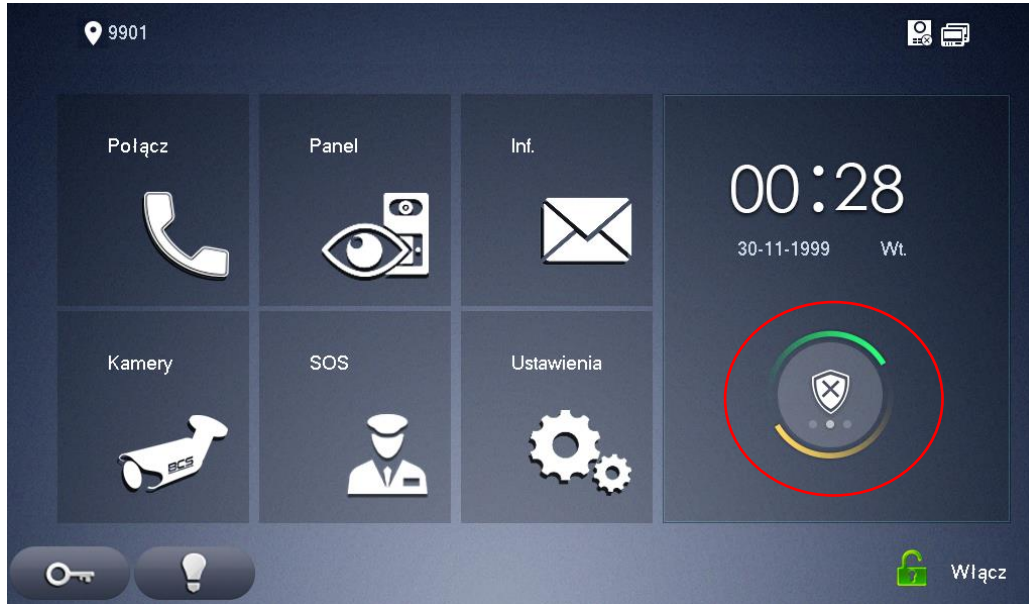 9901
Połącz
Panel
Inf.
00:28
30-11-1999 Wt.
Kamery
SOS
Ustawienia
BCS
Włącz